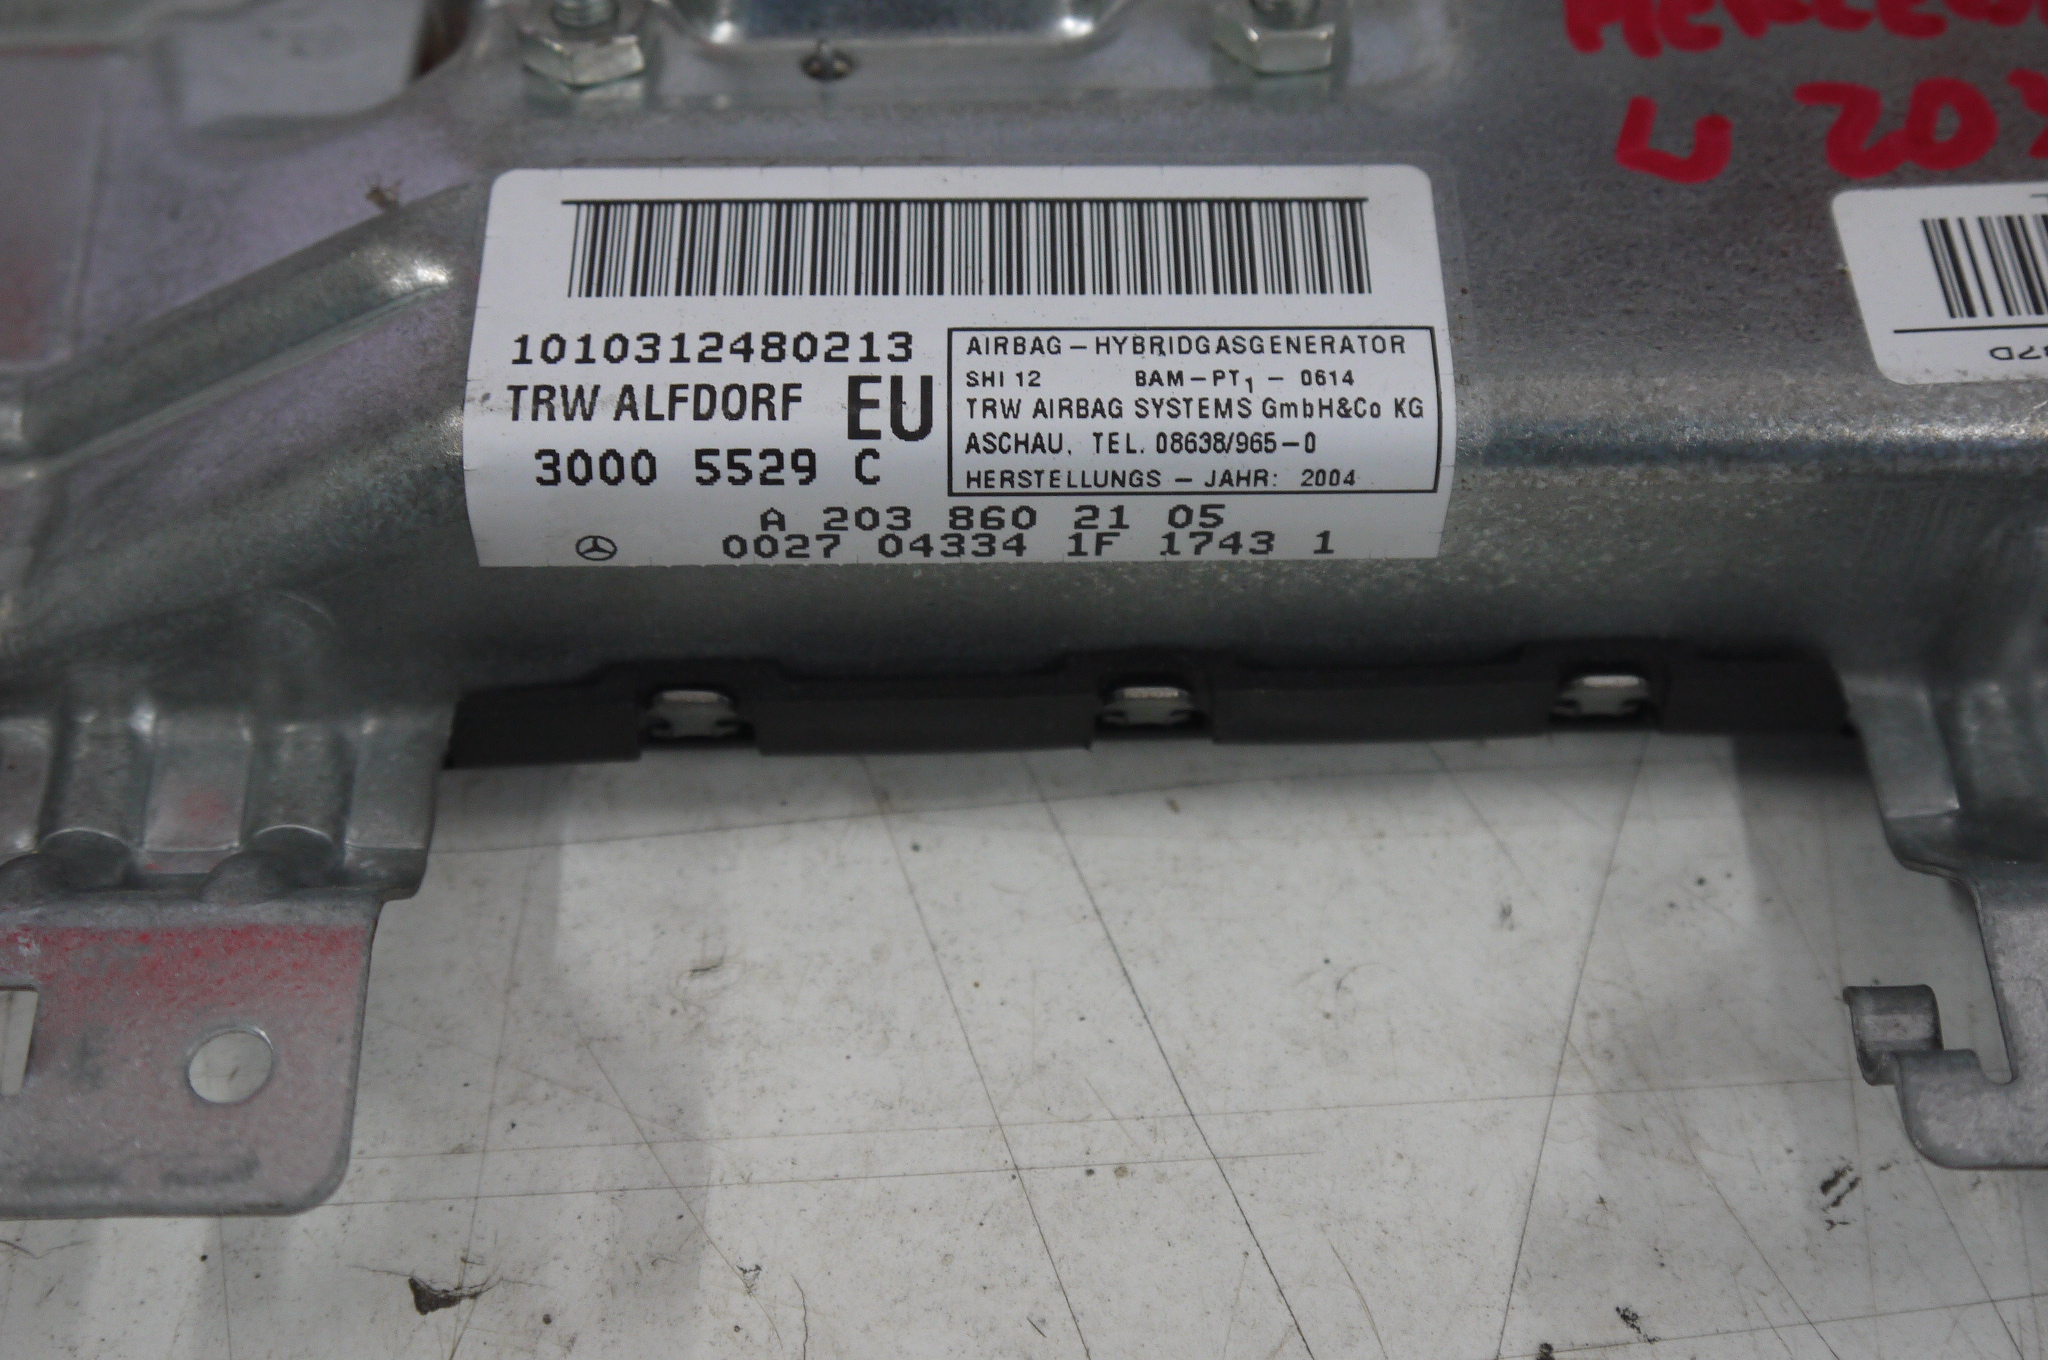 U 203
1010312480213
TRW ALFDORF EU
3000 5529 C
AIRBAG - HYBRIDGASGENERATOR
SHI 12 BAM - PT1 - 0614
TRW AIRBAG SYSTEMS GmbH&Co KG
ASCHAU, TEL. 08638/965-0
HERSTELLUNGS - JAHR: 2004
A 203 860 21 05
0027 04334 1F 1743 1